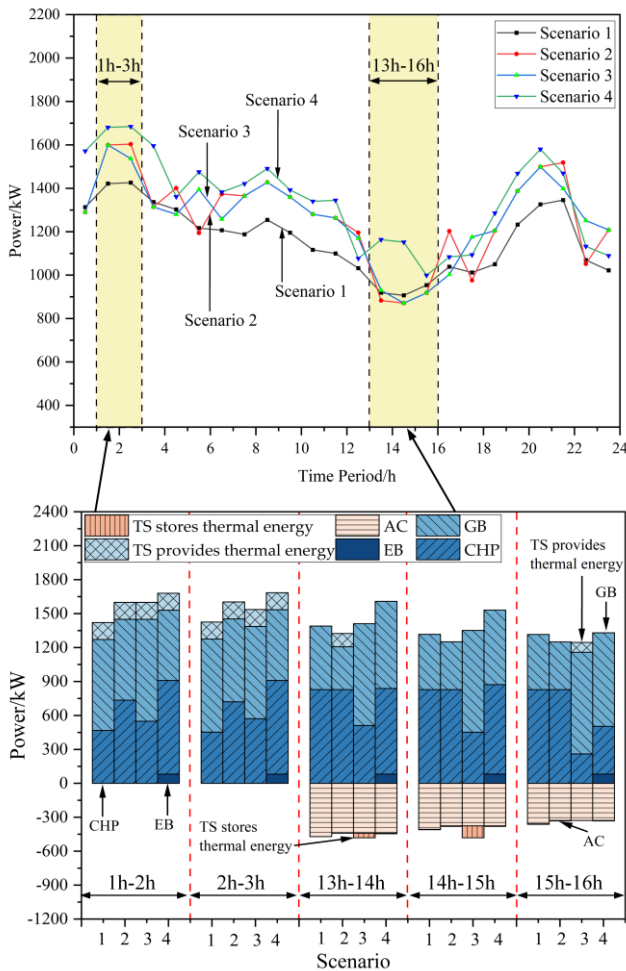 2200
2000
1800
1600
1400
1200
1000
800
600
400
Power/kW
1h-3h
13h-16h
Scenario 1
Scenario 2
Scenario 3
Scenario 4
Scenario 4
Scenario 3
Scenario 1
Scenario 2
0 2 4 6 8 10 12 14 16 18 20 22 24
Time Period/h
2400
2100
1800
1500
1200
900
600
300
0
-300
-600
-900
-1200
Power/kW
TS stores thermal energy AC GB
TS provides thermal energy EB CHP
TS provides
thermal energy
GB
CHP EB
TS stores
thermal energy
AC
1h-2h 2h-3h 13h-14h 14h-15h 15h-16h
1 2 3 4 1 2 3 4 1 2 3 4 1 2 3 4 1 2 3 4
Scenario